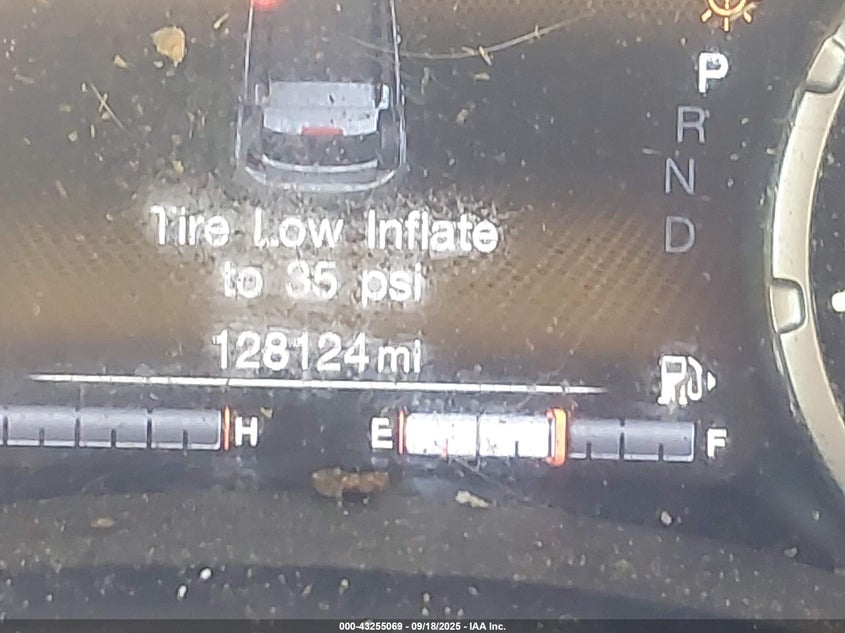 P
R
N
D
Tire Low Inflate
to 35 psi
128124 mi
H E F
000-43255069 - 09/18/2025 - IAA Inc.